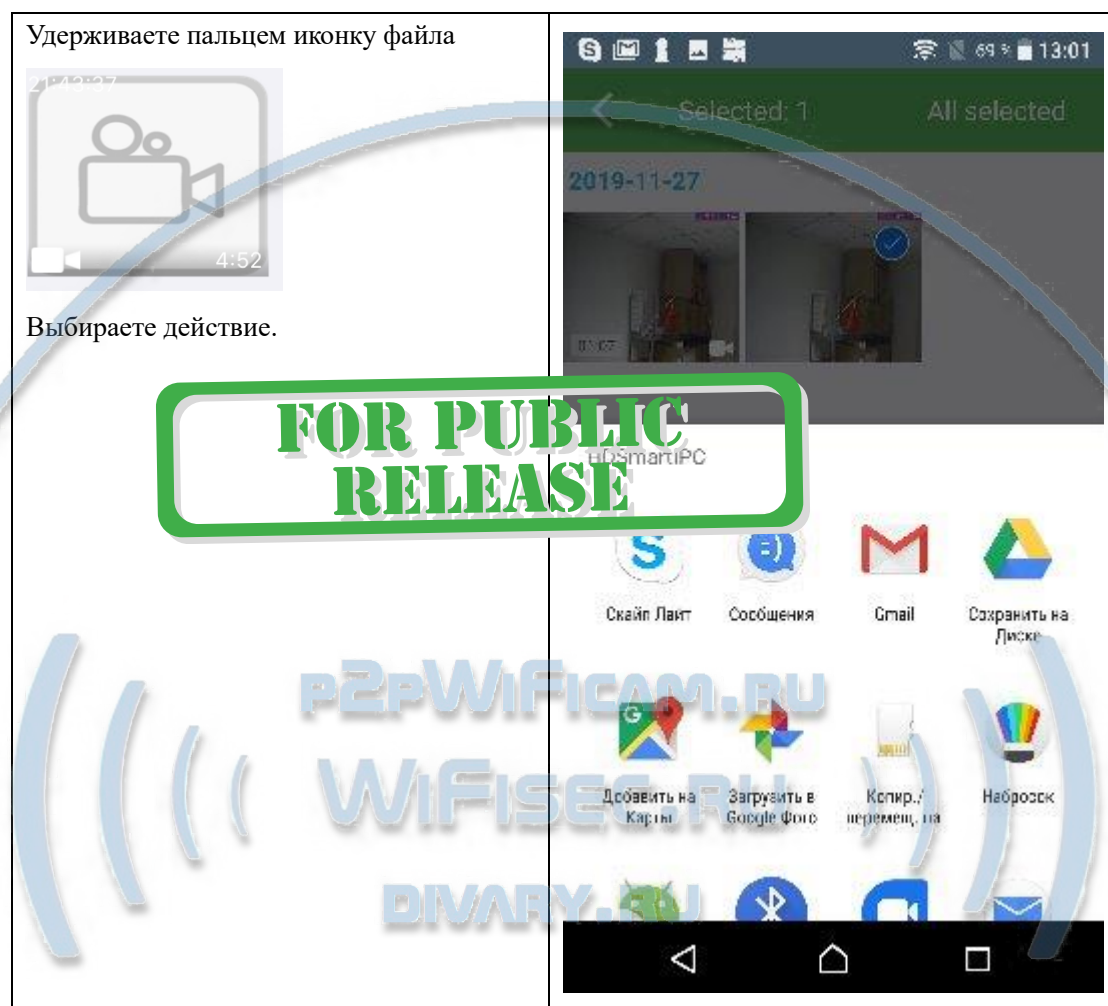 Удерживаете пальцем иконку файла
21:43:37
4:52
Выбираете действие.
69 % 13:01
Selected: 1 All selected
2019-11-27
FOR PUBLIC
RELEASE
HDSmartIPC
Скайп Лайт
Сообщения
Gmail
Сохранить на
Диске
P2PWIFICAM.RU
Добавить на
Карты
Загрузить в
Google Фото
Копир./
перемещ. на
Набросок
WIFISEC.RU
DIVARY.RU